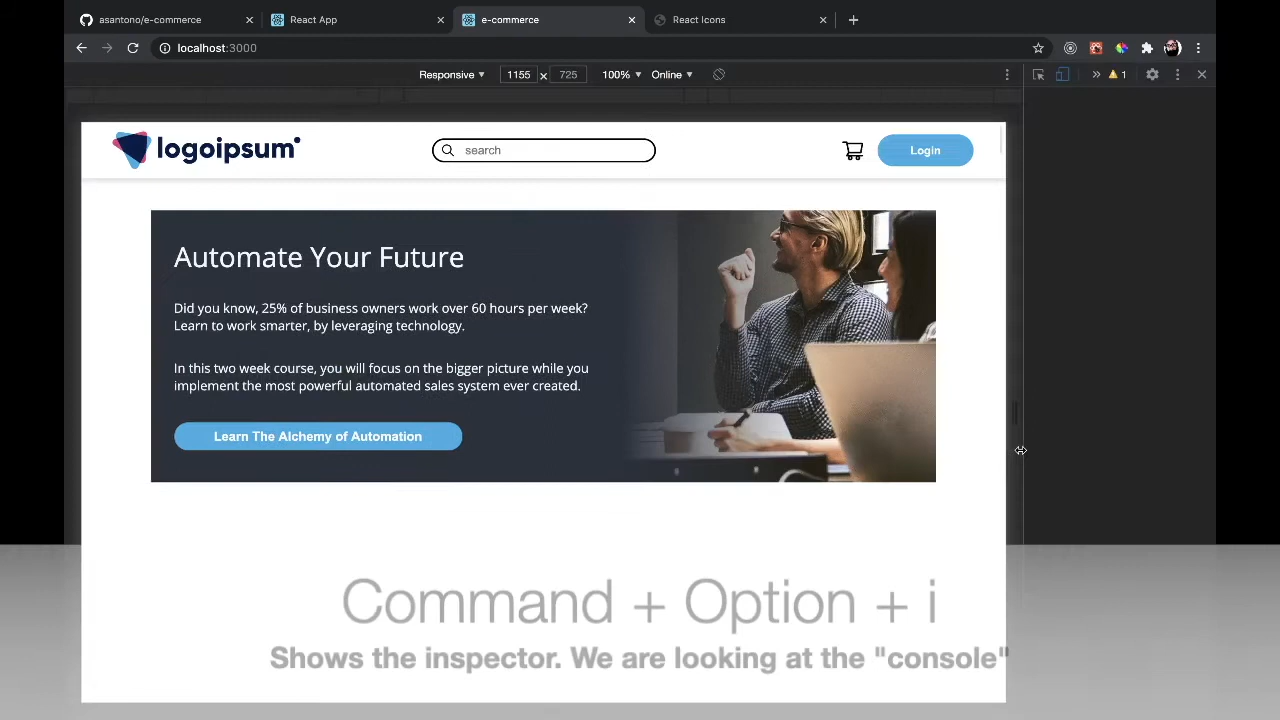 asantono/e-commerce
React App
e-commerce
React Icons
localhost:3000
Responsive
1155
725
100%
Online
1
logoipsum
search
Login
Automate Your Future
Did you know, 25% of business owners work over 60 hours per week?
Learn to work smarter, by leveraging technology.
In this two week course, you will focus on the bigger picture while you
implement the most powerful automated sales system ever created.
Learn The Alchemy of Automation
Command + Option + i
Shows the inspector. We are looking at the "console"